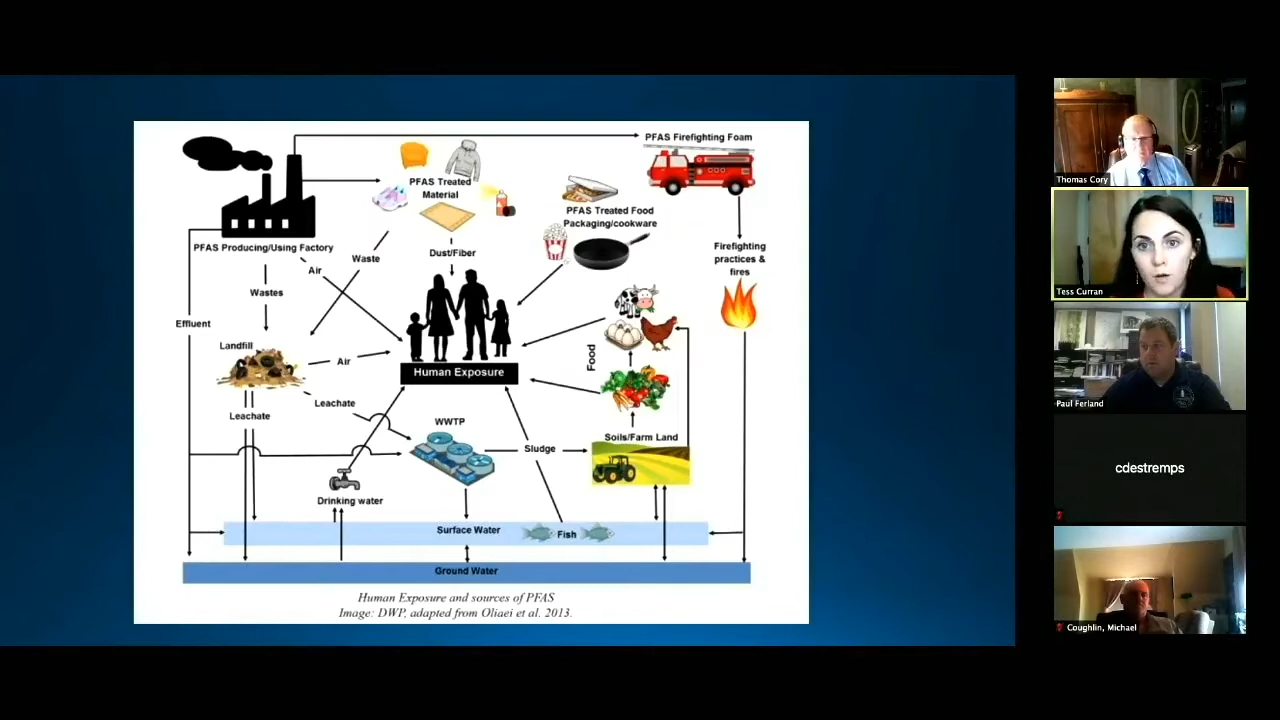 PFAS Firefighting Foam
PFAS Treated
Material
PFAS Treated Food
Packaging/cookware
PFAS Producing/Using Factory
Dust/Fiber
Firefighting
practices &
fires
Waste
Air
Wastes
Effluent
Landfill
Air
Food
Human Exposure
Leachate
Leachate
WWTP
Soils/Farm Land
Sludge
Drinking water
Surface Water
Fish
Ground Water
Human Exposure and sources of PFAS
Image: DWP, adapted from Oliaei et al. 2013.
Thomas Cory
Tess Curran
Paul Ferland
cdestremps
Coughlin, Michael